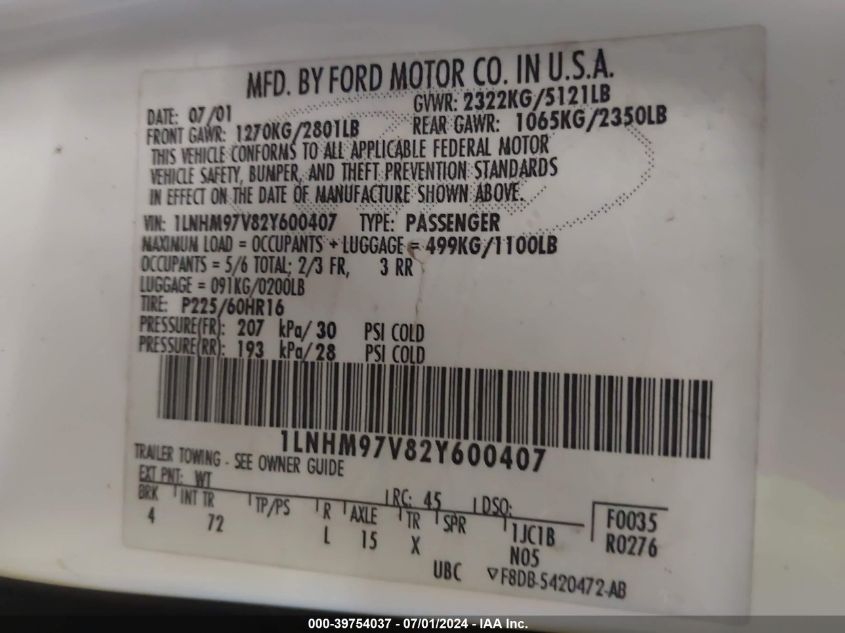 MFD. BY FORD MOTOR CO. IN U.S.A.
DATE: 07/01 GVWR: 2322KG/5121LB
FRONT GAWR: 1270KG/2801LB REAR GAWR: 1065KG/2350LB
THIS VEHICLE CONFORMS TO ALL APPLICABLE FEDERAL MOTOR
VEHICLE SAFETY, BUMPER, AND THEFT PREVENTION STANDARDS
IN EFFECT ON THE DATE OF MANUFACTURE SHOWN ABOVE.
VIN: 1LNHM97V82Y600407 TYPE: PASSENGER
MAXIMUM LOAD = OCCUPANTS + LUGGAGE = 499KG/1100LB
OCCUPANTS = 5/6 TOTAL; 2/3 FR, 3 RR
LUGGAGE = 091KG/0200LB
TIRE: P225/60HR16
PRESSURE(FR): 207 kPa/ 30 PSI COLD
PRESSURE(RR): 193 kPa/ 28 PSI COLD
1LNHM97V82Y600407
TRAILER TOWING - SEE OWNER GUIDE
EXT PNT: WT RC: 45 DSO:
BRK INT TR TP/PS R AXLE TR SPR 1JC1B F0035
4 72 L 15 X N05 R0276
UBC ▽F8DB-5420472-AB
000-39754037 - 07/01/2024 - IAA Inc.